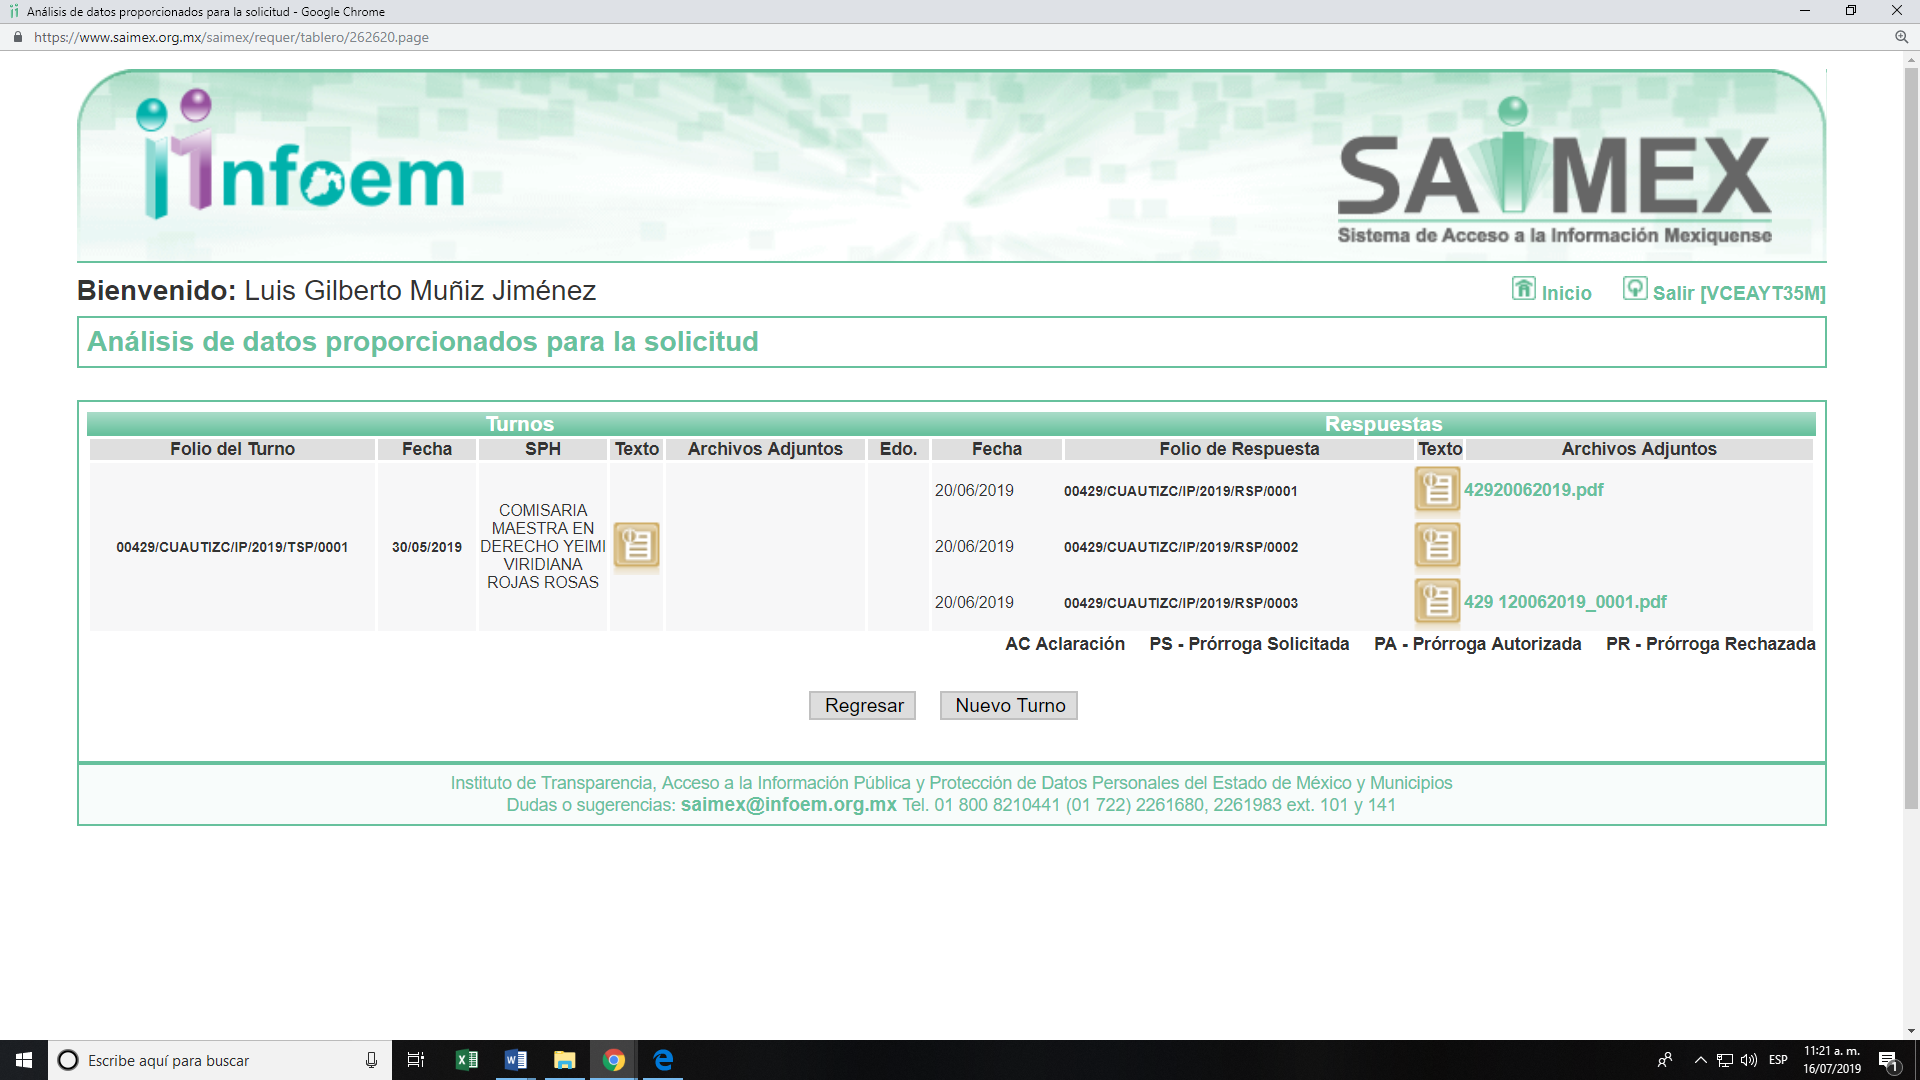 Análisis de datos proporcionados para la solicitud - Google Chrome
https://www.saimex.org.mx/saimex/requer/tablero/262620.page
infoem
SAIMEX
Sistema de Acceso a la Información Mexiquense
Bienvenido: Luis Gilberto Muñiz Jiménez
Inicio Salir [VCEAYT35M]
Análisis de datos proporcionados para la solicitud
Turnos Respuestas
Folio del Turno Fecha SPH Texto Archivos Adjuntos Edo. Fecha Folio de Respuesta Texto Archivos Adjuntos
00429/CUAUTIZC/IP/2019/TSP/0001 30/05/2019
COMISARIA
MAESTRA EN
DERECHO YEIMI
VIRIDIANA
ROJAS ROSAS
20/06/2019 00429/CUAUTIZC/IP/2019/RSP/0001 42920062019.pdf
20/06/2019 00429/CUAUTIZC/IP/2019/RSP/0002
20/06/2019 00429/CUAUTIZC/IP/2019/RSP/0003 429 120062019_0001.pdf
AC Aclaración PS - Prórroga Solicitada PA - Prórroga Autorizada PR - Prórroga Rechazada
Regresar Nuevo Turno
Instituto de Transparencia, Acceso a la Información Pública y Protección de Datos Personales del Estado de México y Municipios
Dudas o sugerencias: saimex@infoem.org.mx Tel. 01 800 8210441 (01 722) 2261680, 2261983 ext. 101 y 141
Escribe aquí para buscar
ESP
11:21 a. m.
16/07/2019
1